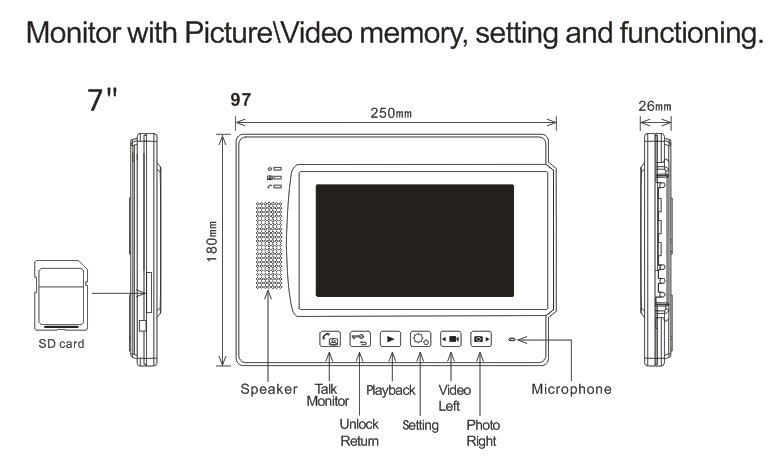 Monitor with Picture\Video memory, setting and functioning.
7"
97
250mm
26mm
180mm
SD card
Speaker
Talk
Monitor
Unlock
Return
Playback
Setting
Video
Left
Photo
Right
Microphone